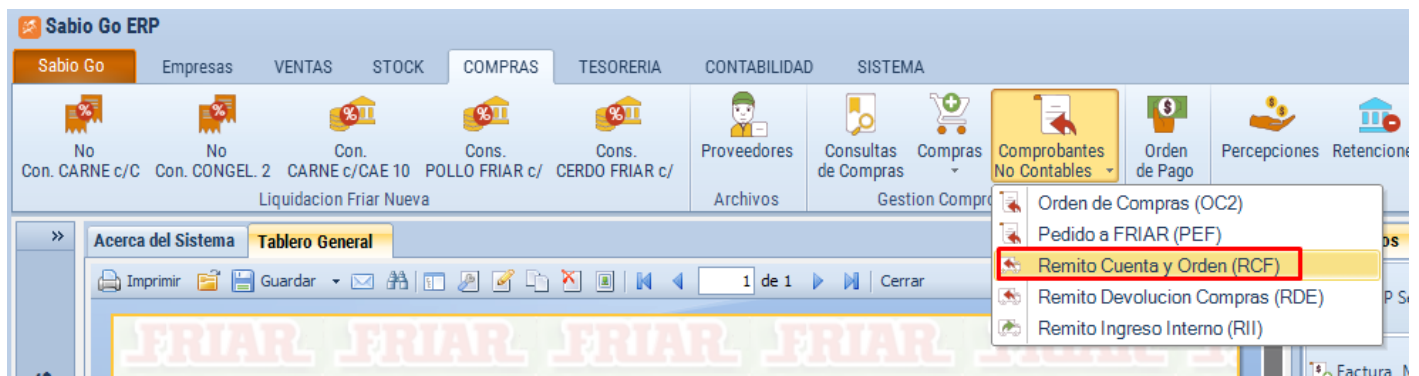 Sabio Go ERP
Sabio Go Empresas VENTAS STOCK COMPRAS TESORERIA CONTABILIDAD SISTEMA
No Con. CARNE c/C
No Con. CONGEL. 2
Con. CARNE c/CAE 10
Cons. POLLO FRIAR c/
Cons. CERDO FRIAR c/
Proveedores
Consultas de Compras
Compras
Comprobantes No Contables
Orden de Pago
Percepciones
Retencione
Liquidacion Friar Nueva
Archivos
Gestion Compro
Orden de Compras (OC2)
Pedido a FRIAR (PEF)
Remito Cuenta y Orden (RCF)
Remito Devolucion Compras (RDE)
Remito Ingreso Interno (RII)
» Acerca del Sistema Tablero General
Imprimir Guardar 1 de 1 Cerrar
FRIAR FRIAR FRIAR FRIAR
Factura